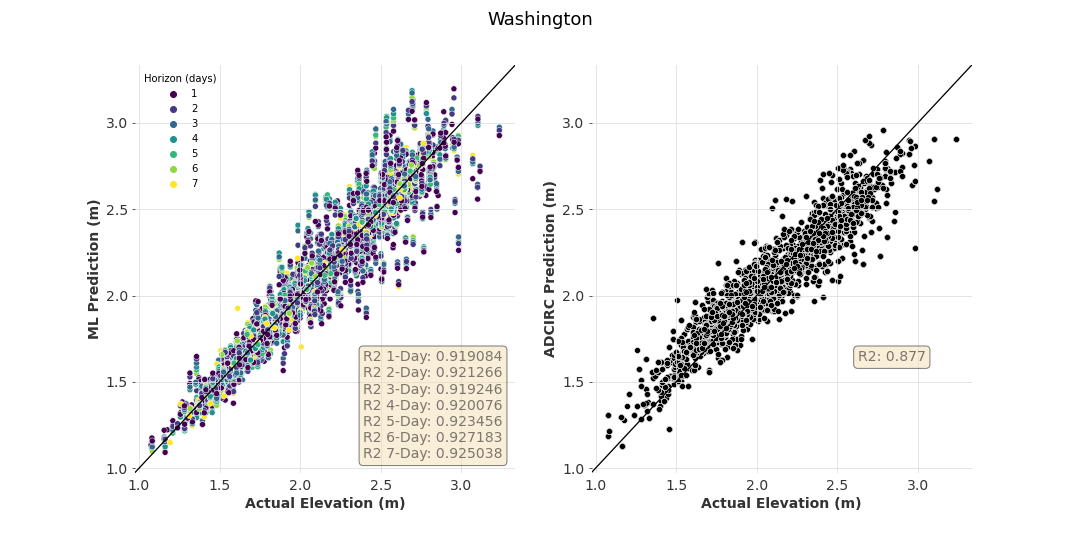 Washington
Horizon (days)
1
2
3
4
5
6
7
3.0
2.5
2.0
1.5
1.0
ML Prediction (m)
R2 1-Day: 0.919084
R2 2-Day: 0.921266
R2 3-Day: 0.919246
R2 4-Day: 0.920076
R2 5-Day: 0.923456
R2 6-Day: 0.927183
R2 7-Day: 0.925038
1.0 1.5 2.0 2.5 3.0
Actual Elevation (m)
3.0
2.5
2.0
1.5
1.0
ADCIRC Prediction (m)
R2: 0.877
1.0 1.5 2.0 2.5 3.0
Actual Elevation (m)